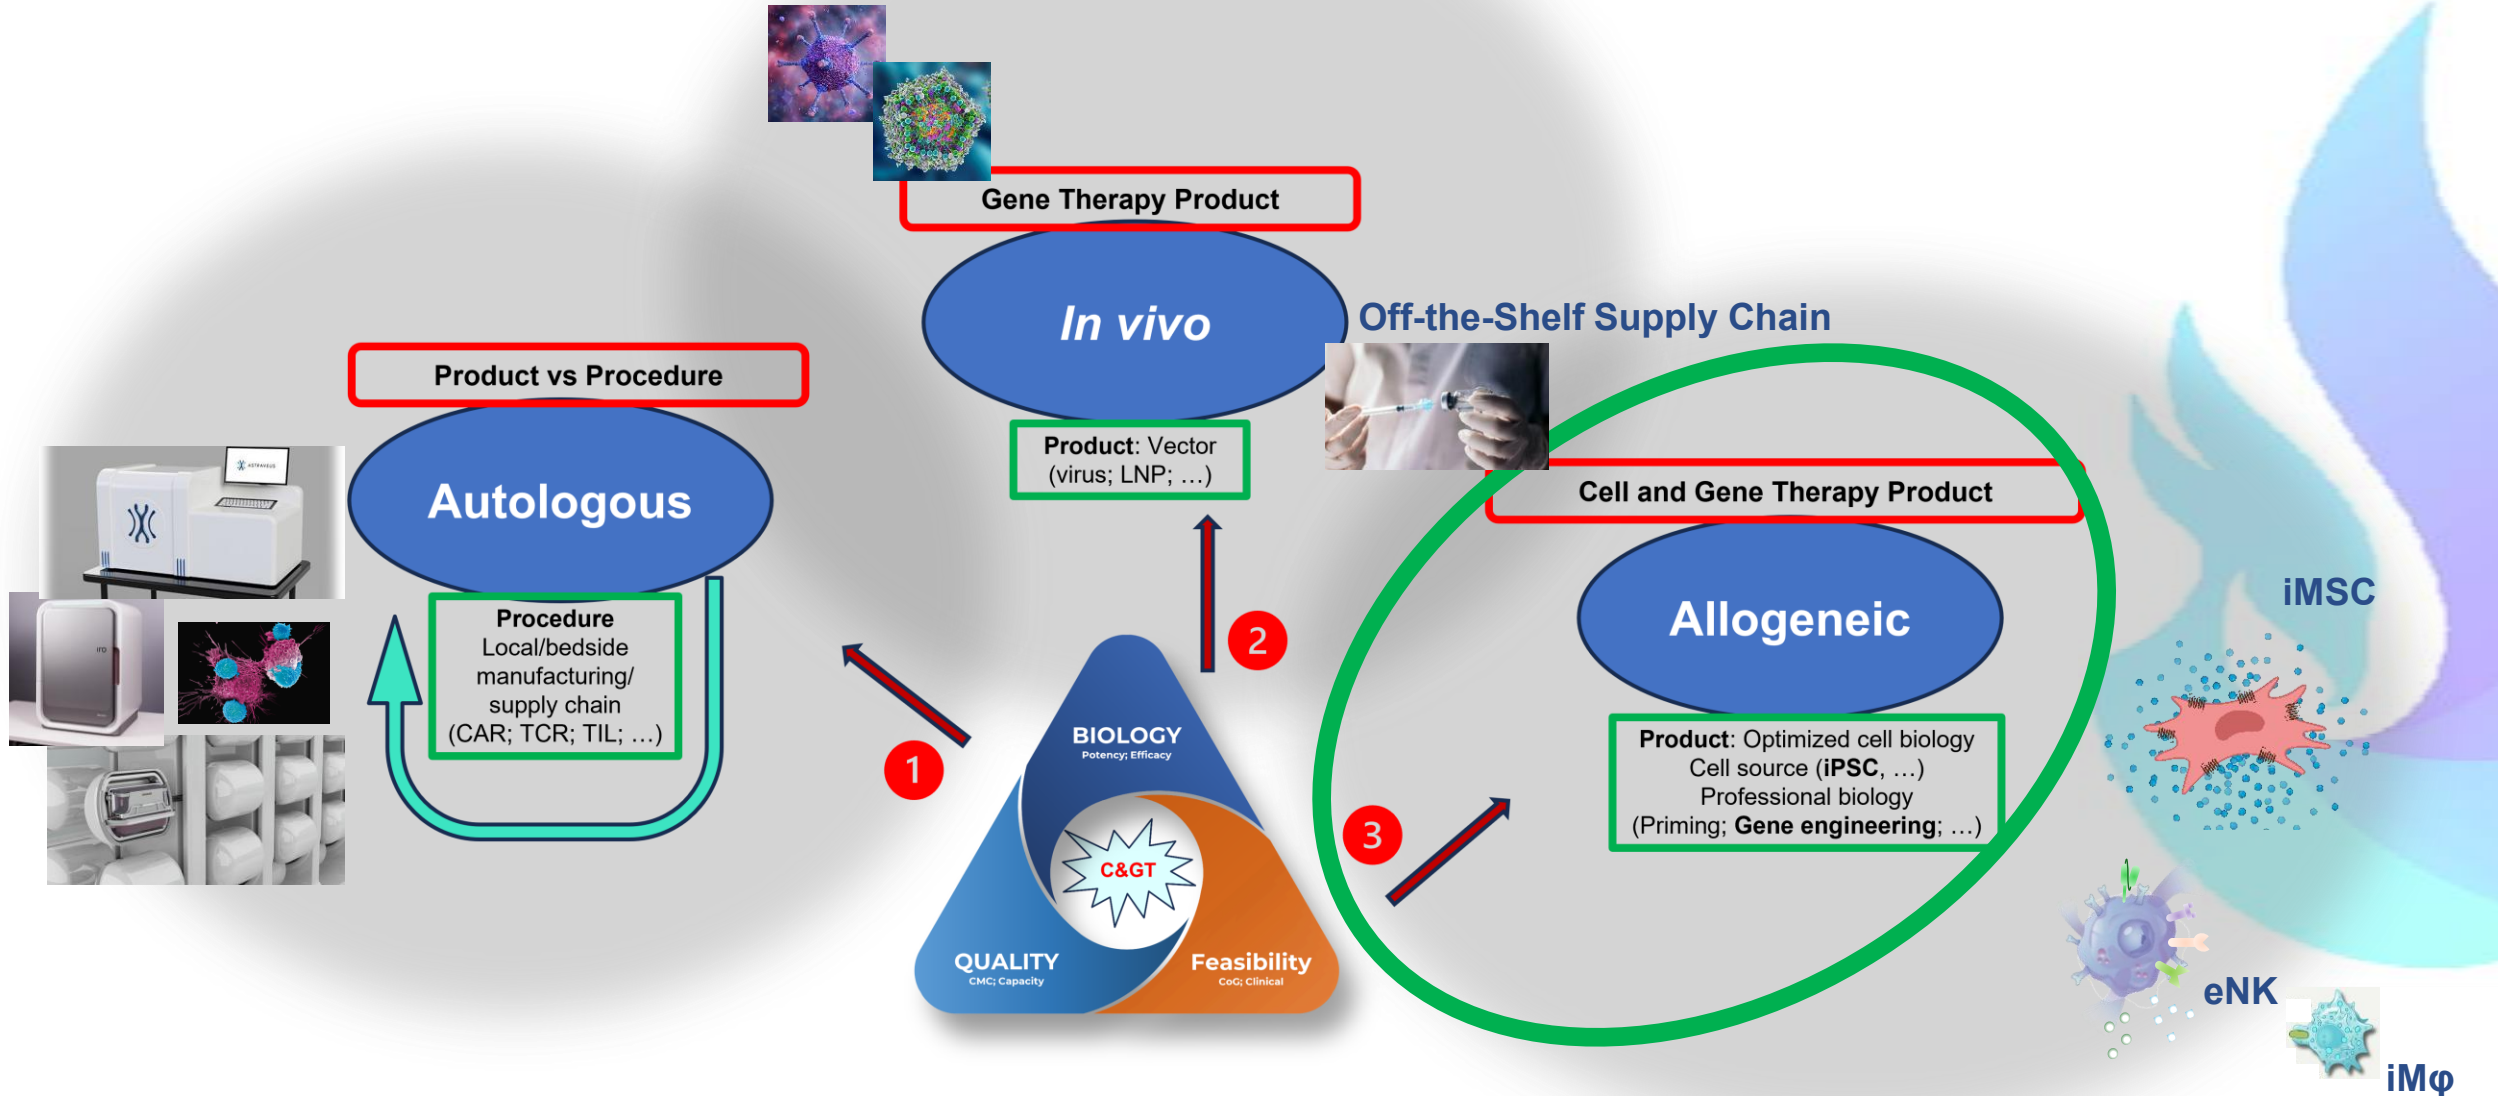 Gene Therapy Product
In vivo
Product: Vector
(virus; LNP; …)
Off-the-Shelf Supply Chain
Product vs Procedure
Autologous
Procedure
Local/bedside
manufacturing/
supply chain
(CAR; TCR; TIL; …)
ASTRAVEUS
Cell and Gene Therapy Product
Allogeneic
Product: Optimized cell biology
Cell source (iPSC, …)
Professional biology
(Priming; Gene engineering; …)
1
2
3
BIOLOGY
Potency; Efficacy
C&GT
QUALITY
CMC; Capacity
Feasibility
CoG; Clinical
iMSC
eNK
iMφ